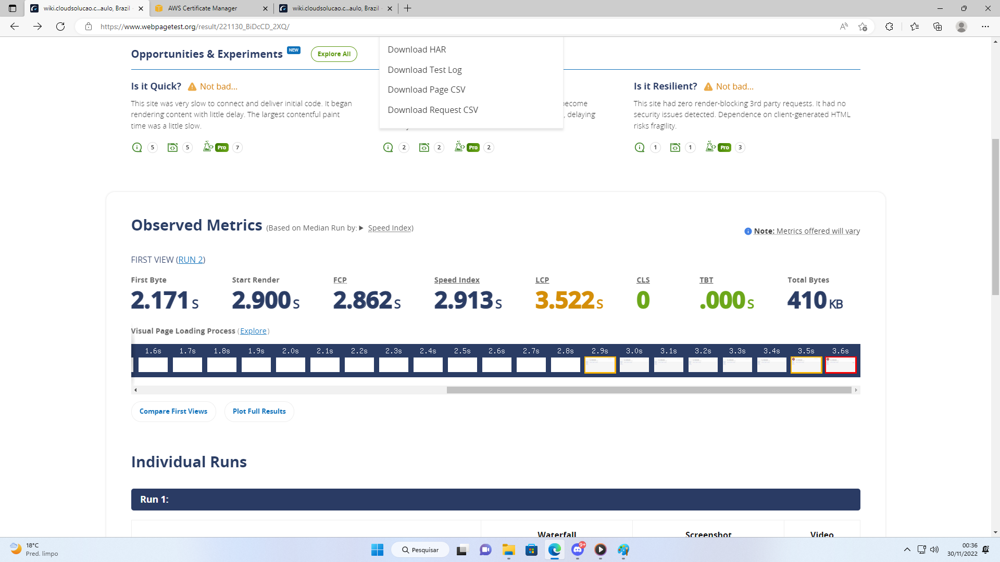 wiki.cloudsolucao.c...aulo, Brazil -
AWS Certificate Manager
wiki.cloudsolucao.c...aulo, Brazil -
https://www.webpagetest.org/result/221130_BiDcCD_2XQ/
Opportunities & Experiments NEW Explore All
Download HAR
Download Test Log
Download Page CSV
Download Request CSV
Is it Quick? Not bad...
This site was very slow to connect and deliver initial code. It began
rendering content with little delay. The largest contentful paint
time was a little slow.
5 5 Pro 7
become
, delaying
2 2 Pro 2
Is it Resilient? Not bad...
This site had zero render-blocking 3rd party requests. It had no
security issues detected. Dependence on client-generated HTML
risks fragility.
1 1 Pro 3
Observed Metrics (Based on Median Run by: Speed Index)
Note: Metrics offered will vary
FIRST VIEW (RUN 2)
First Byte Start Render FCP Speed Index LCP CLS TBT Total Bytes
2.171 S 2.900 S 2.862 S 2.913 S 3.522 S 0 .000 S 410 KB
Visual Page Loading Process (Explore)
1.6s 1.7s 1.8s 1.9s 2.0s 2.1s 2.2s 2.3s 2.4s 2.5s 2.6s 2.7s 2.8s 2.9s 3.0s 3.1s 3.2s 3.3s 3.4s 3.5s 3.6s
Compare First Views Plot Full Results
Individual Runs
Run 1:
Waterfall Screenshot Video
18°C
Pred. limpo
Pesquisar
9+
00:36
30/11/2022